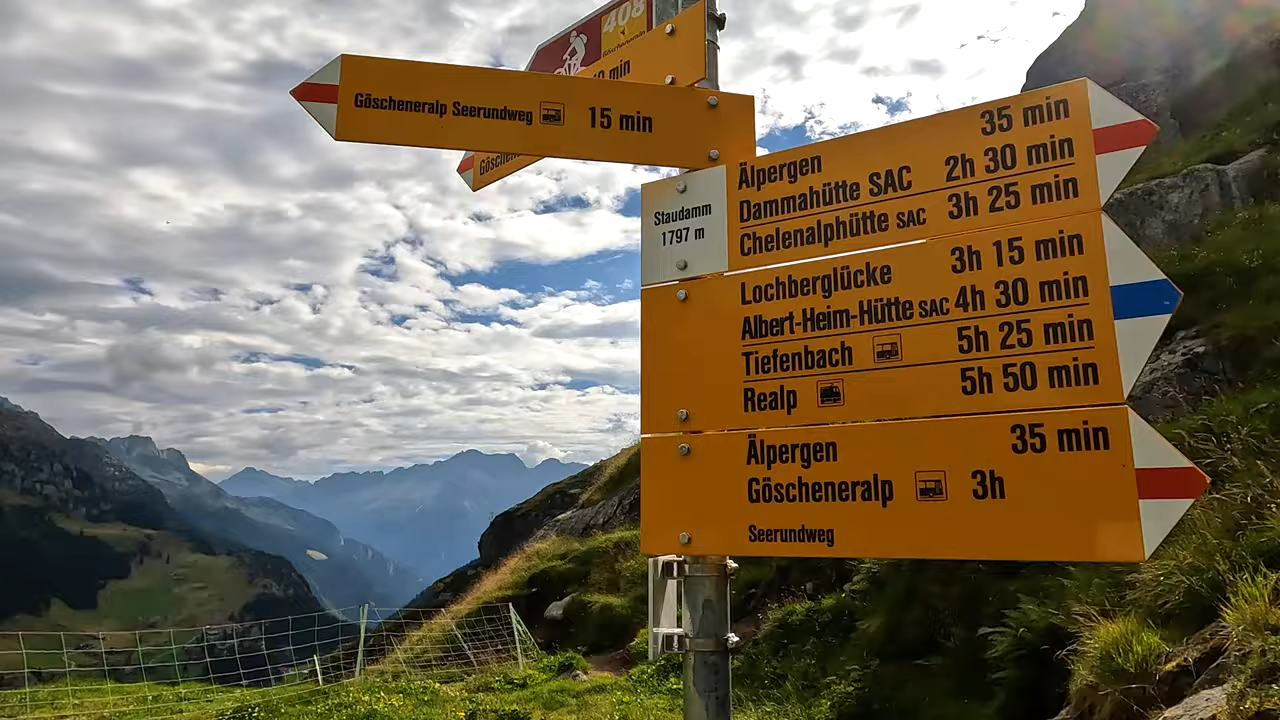 408
Göscheneralp
Göscheneralp Seerundweg 15 min
Staudamm
1797 m
Älpergen 35 min
Dammahütte SAC 2h 30 min
Chelenalphütte SAC 3h 25 min
Lochberglücke 3h 15 min
Albert-Heim-Hütte SAC 4h 30 min
Tiefenbach 5h 25 min
Realp 5h 50 min
Älpergen 35 min
Göscheneralp 3h
Seerundweg